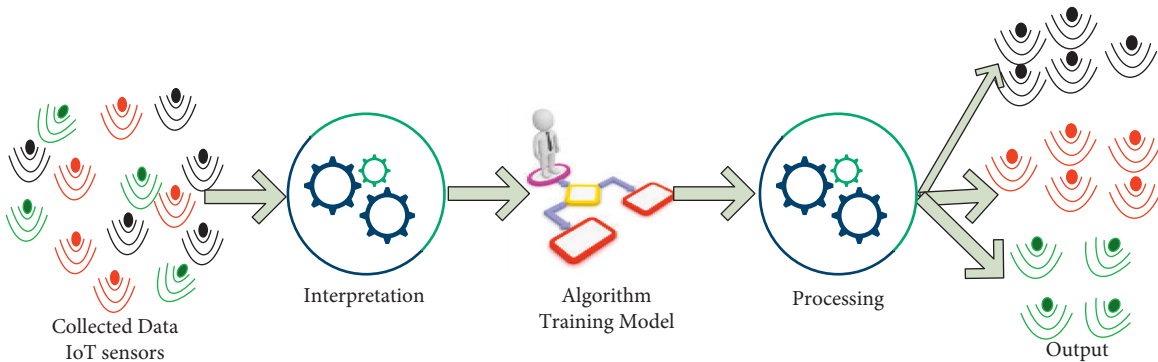 Collected Data
IoT sensors
Interpretation
Algorithm
Training Model
Processing
Output